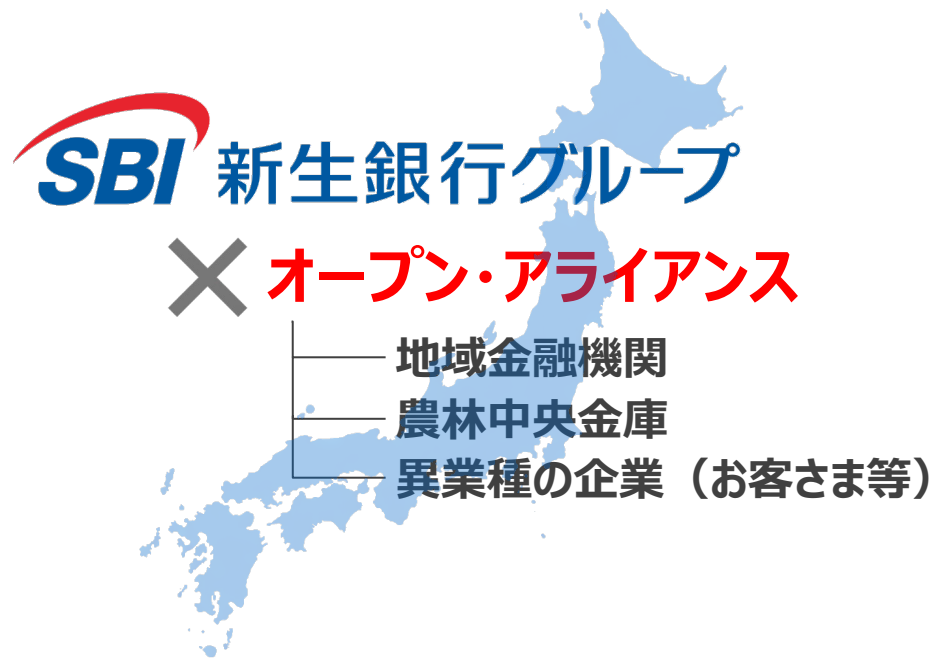 SBI 新生銀行グループ
× オープン・アライアンス
地域金融機関
農林中央金庫
異業種の企業（お客さま等）